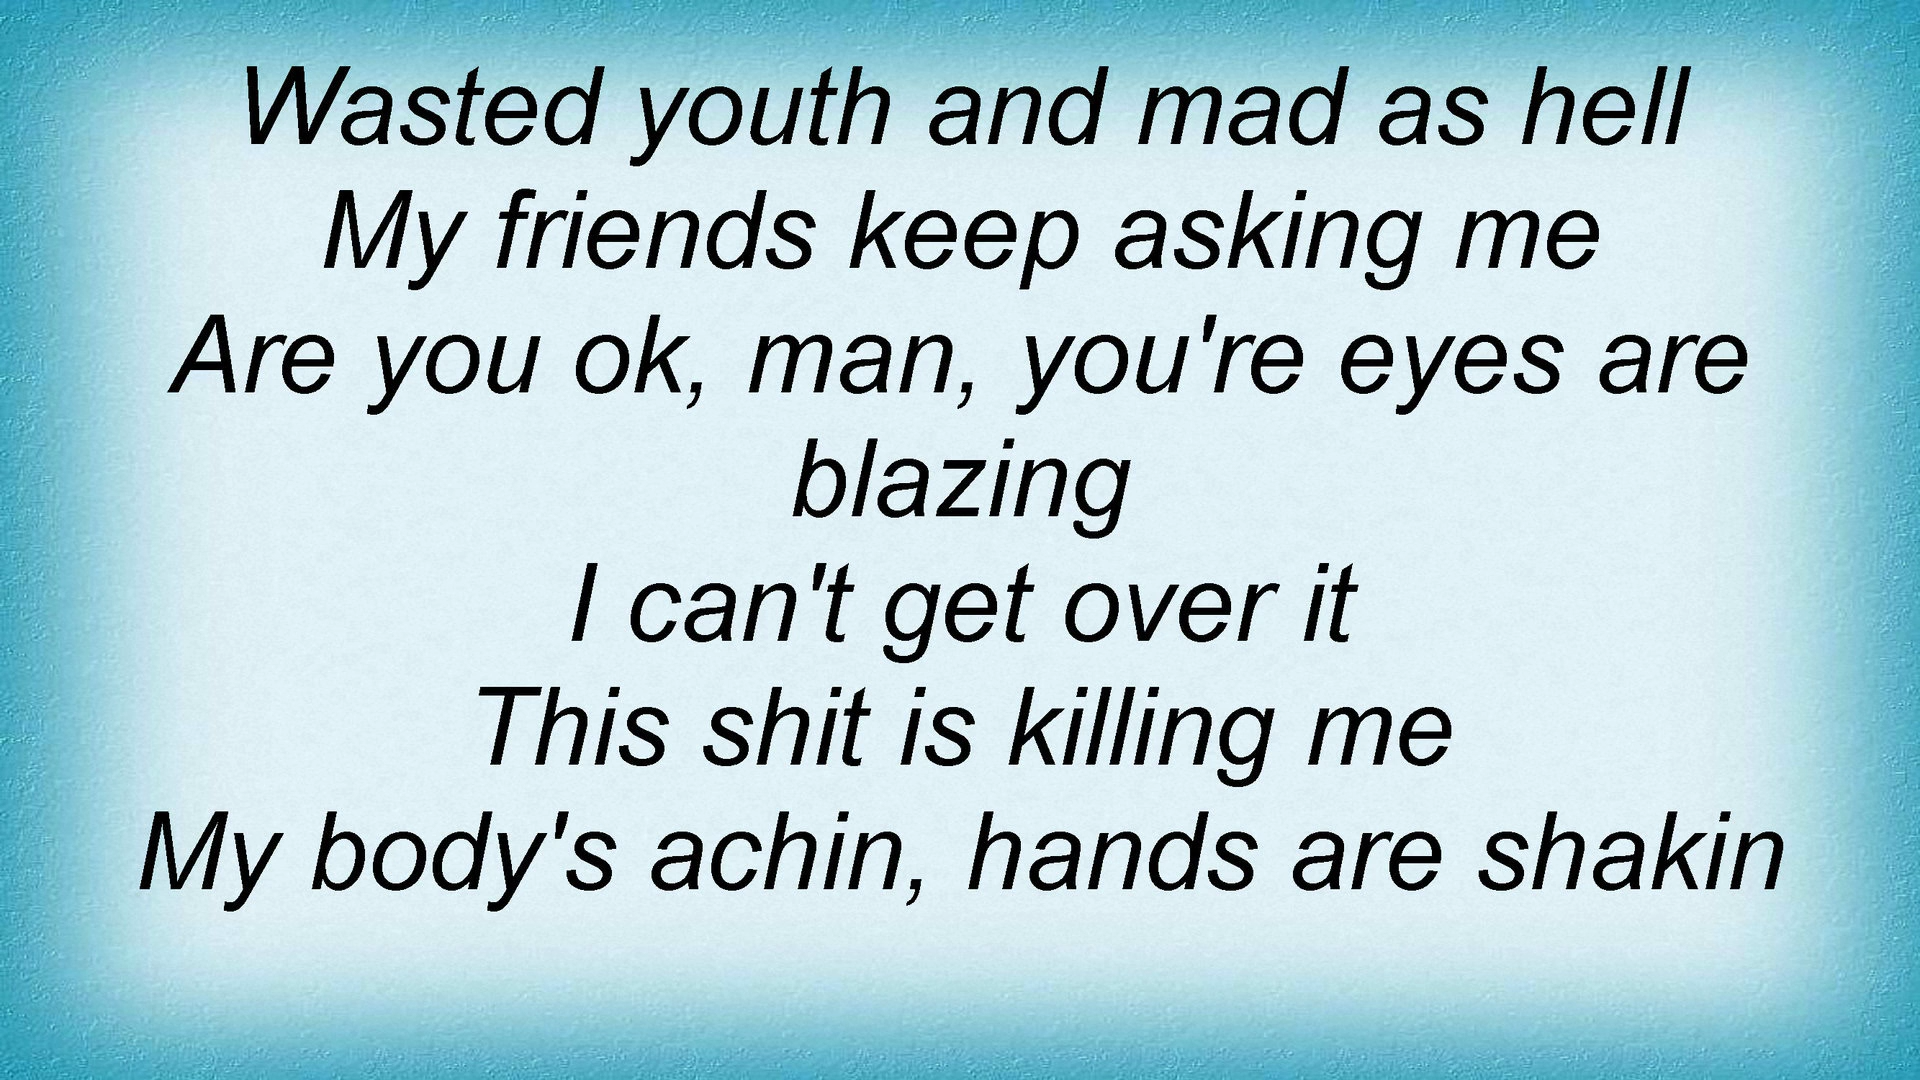 Wasted youth and mad as hell
My friends keep asking me
Are you ok, man, you're eyes are
blazing
I can't get over it
This shit is killing me
My body's achin, hands are shakin